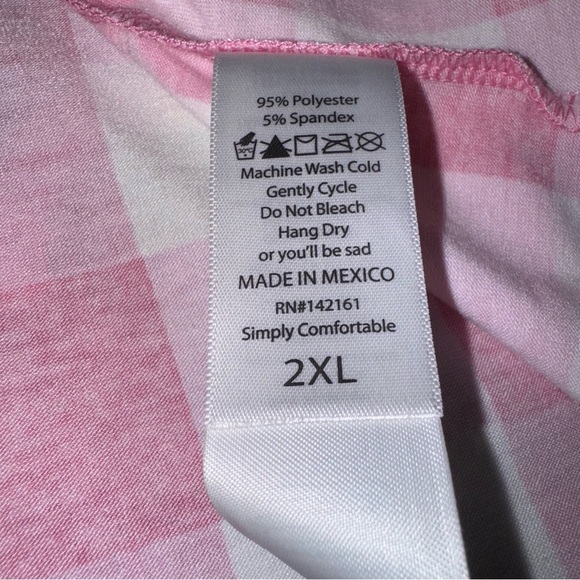 95% Polyester
5% Spandex
30°C
Machine Wash Cold
Gently Cycle
Do Not Bleach
Hang Dry
or you'll be sad
MADE IN MEXICO
RN#142161
Simply Comfortable
2XL